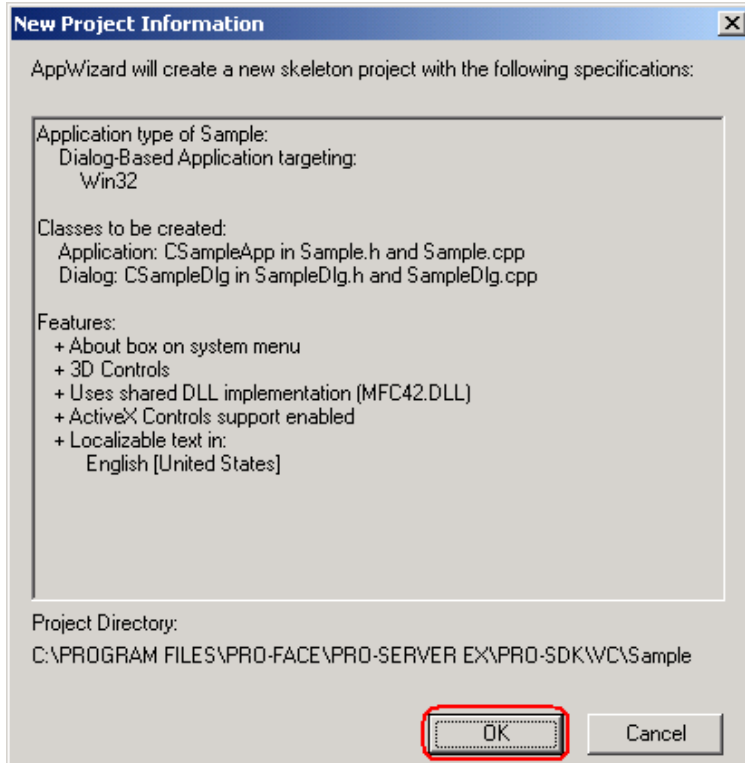 New Project Information
AppWizard will create a new skeleton project with the following specifications:
Application type of Sample:
Dialog-Based Application targeting:
Win32
Classes to be created:
Application: CSampleApp in Sample.h and Sample.cpp
Dialog: CSampleDlg in SampleDlg.h and SampleDlg.cpp
Features:
+ About box on system menu
+ 3D Controls
+ Uses shared DLL implementation (MFC42.DLL)
+ ActiveX Controls support enabled
+ Localizable text in:
English [United States]
Project Directory:
C:\PROGRAM FILES\PRO-FACE\PRO-SERVER EX\PRO-SDK\VC\Sample
OK Cancel